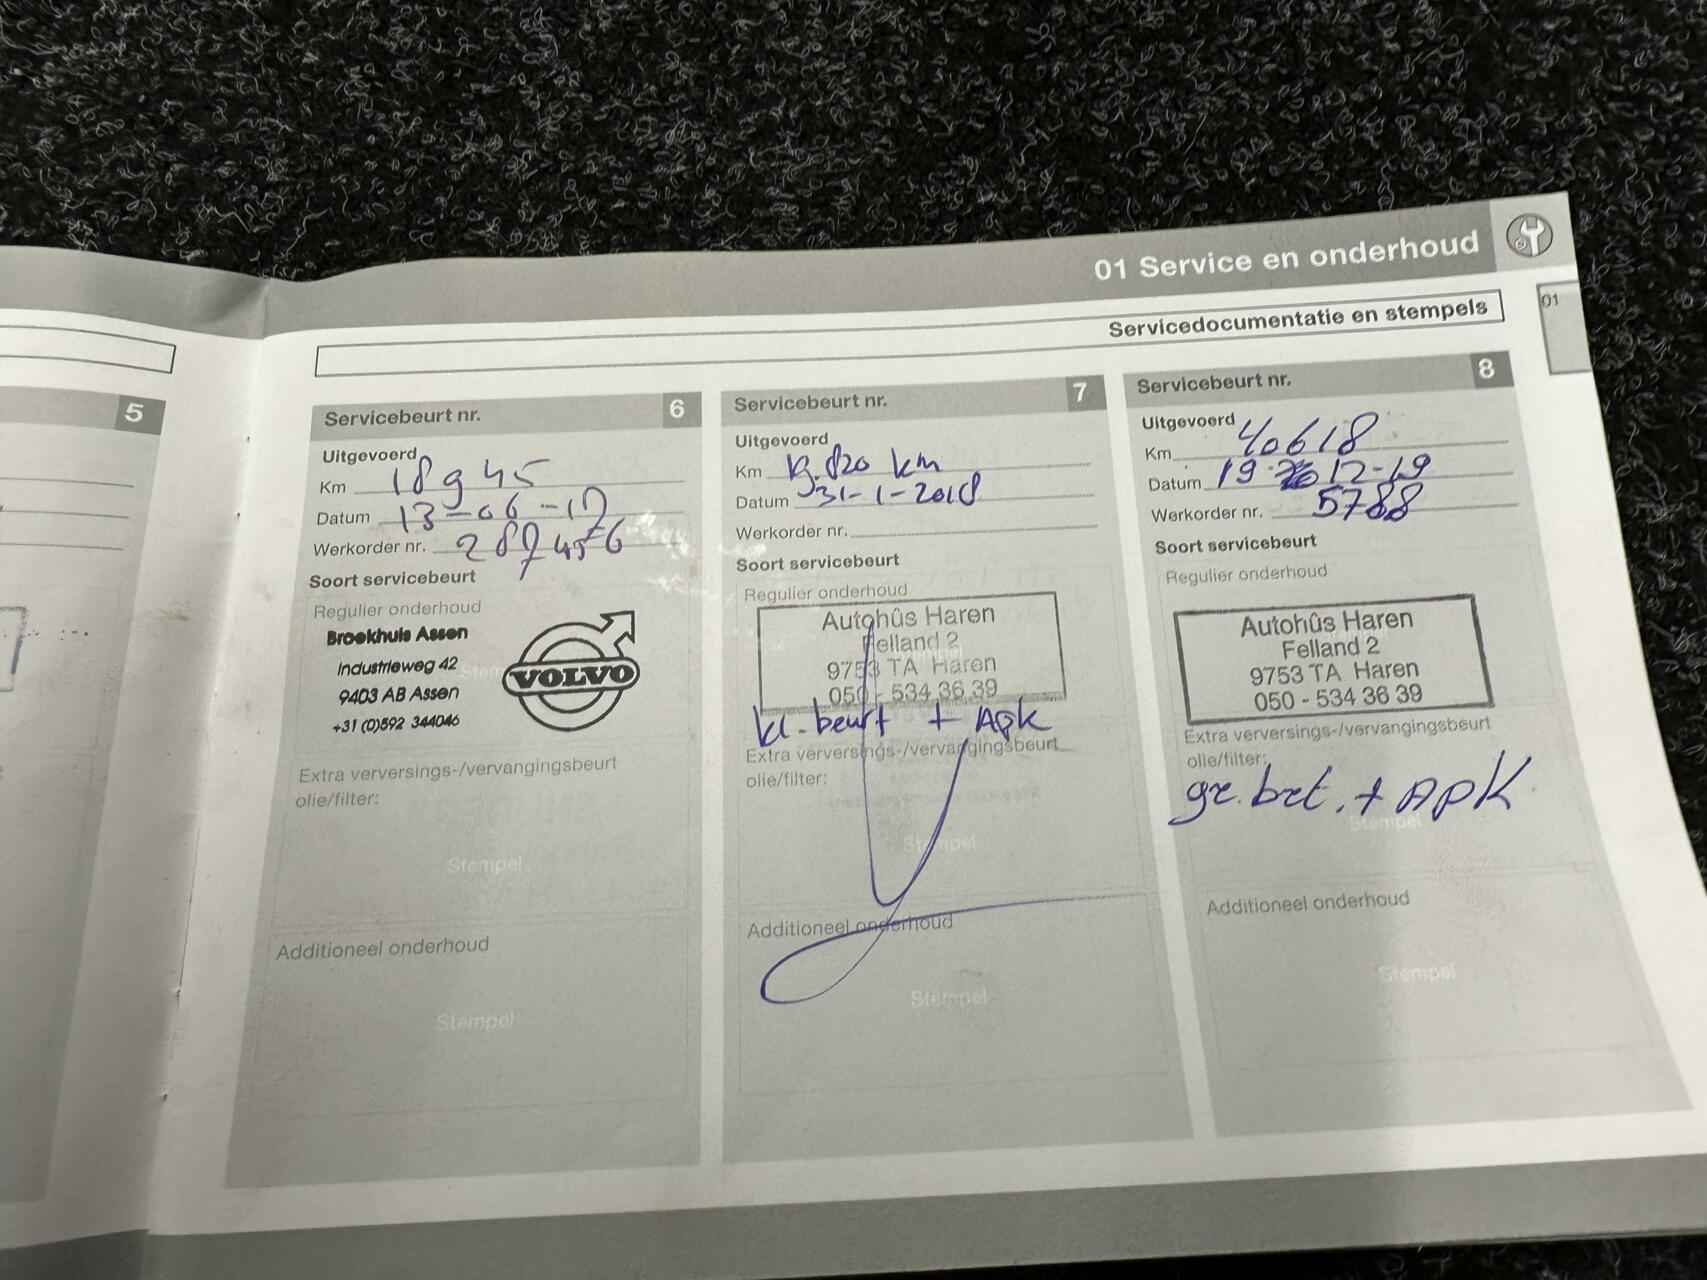 01 Service en onderhoud
01
Servicedocumentatie en stempels
5
Servicebeurt nr. 6
Uitgevoerd
Km 18945
Datum 13-06-17
Werkorder nr. 287456
Soort servicebeurt
Regulier onderhoud
Broekhuis Assen
Industrieweg 42
9403 AB Assen
+31 (0)592 344046
VOLVO
Extra verversings-/vervangingsbeurt
olie/filter:
Stempel
Additioneel onderhoud
Stempel
Servicebeurt nr. 7
Uitgevoerd
Km km
Datum 31-1-2018
Werkorder nr.
Soort servicebeurt
Regulier onderhoud
Autohûs Haren
Felland 2
9753 TA Haren
050 - 534 36 39
kl. beurt + Apk
Extra verversings-/vervangingsbeurt
olie/filter:
Stempel
Additioneel onderhoud
Stempel
Servicebeurt nr. 8
Uitgevoerd
Km 40618
Datum 19 12-19
Werkorder nr. 5788
Soort servicebeurt
Regulier onderhoud
Autohûs Haren
Felland 2
9753 TA Haren
050 - 534 36 39
Extra verversings-/vervangingsbeurt
olie/filter:
gr. brt. + APK
Stempel
Additioneel onderhoud
Stempel